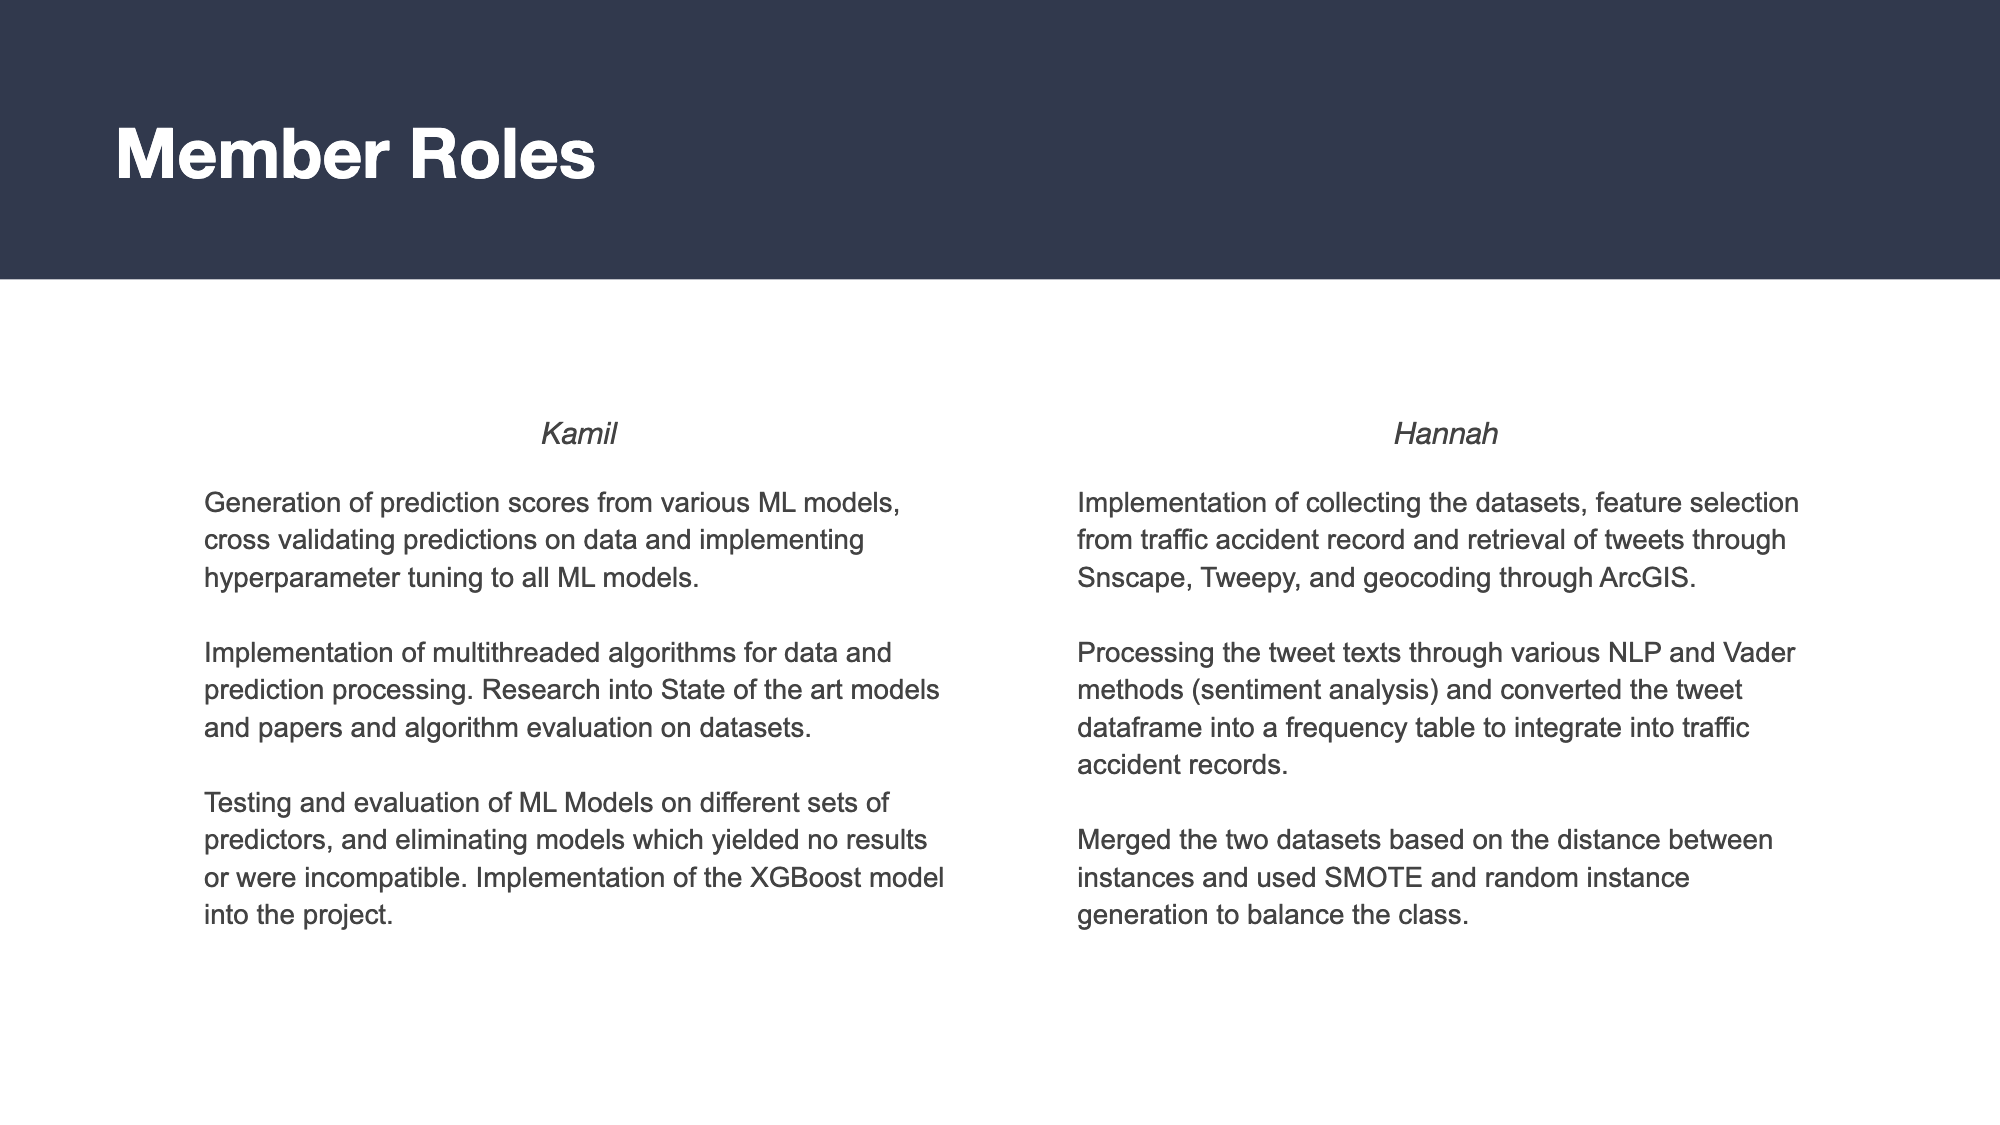 Member Roles
Kamil
Generation of prediction scores from various ML models,
cross validating predictions on data and implementing
hyperparameter tuning to all ML models.
Implementation of multithreaded algorithms for data and
prediction processing. Research into State of the art models
and papers and algorithm evaluation on datasets.
Testing and evaluation of ML Models on different sets of
predictors, and eliminating models which yielded no results
or were incompatible. Implementation of the XGBoost model
into the project.
Hannah
Implementation of collecting the datasets, feature selection
from traffic accident record and retrieval of tweets through
Snscape, Tweepy, and geocoding through ArcGIS.
Processing the tweet texts through various NLP and Vader
methods (sentiment analysis) and converted the tweet
dataframe into a frequency table to integrate into traffic
accident records.
Merged the two datasets based on the distance between
instances and used SMOTE and random instance
generation to balance the class.